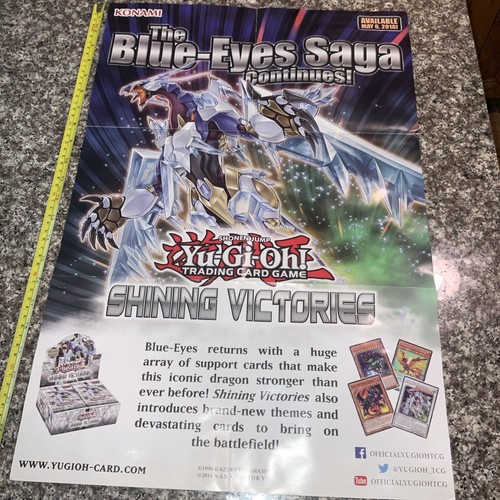 KONAMI
AVAILABLE
MAY 6, 2016!
The
Blue-Eyes Saga
Continues!
SHONEN JUMP
Yu-Gi-Oh!
TRADING CARD GAME
SHINING VICTORIES
Blue-Eyes returns with a huge
array of support cards that make
this iconic dragon stronger than
ever before! Shining Victories also
introduces brand-new themes and
devastating cards to bring on
the battlefield!
WWW.YUGIOH-CARD.COM
OFFICIALYUGIOHTCG
@YUGIOH_TCG
You Tube OFFICIALYUGIOHTCG